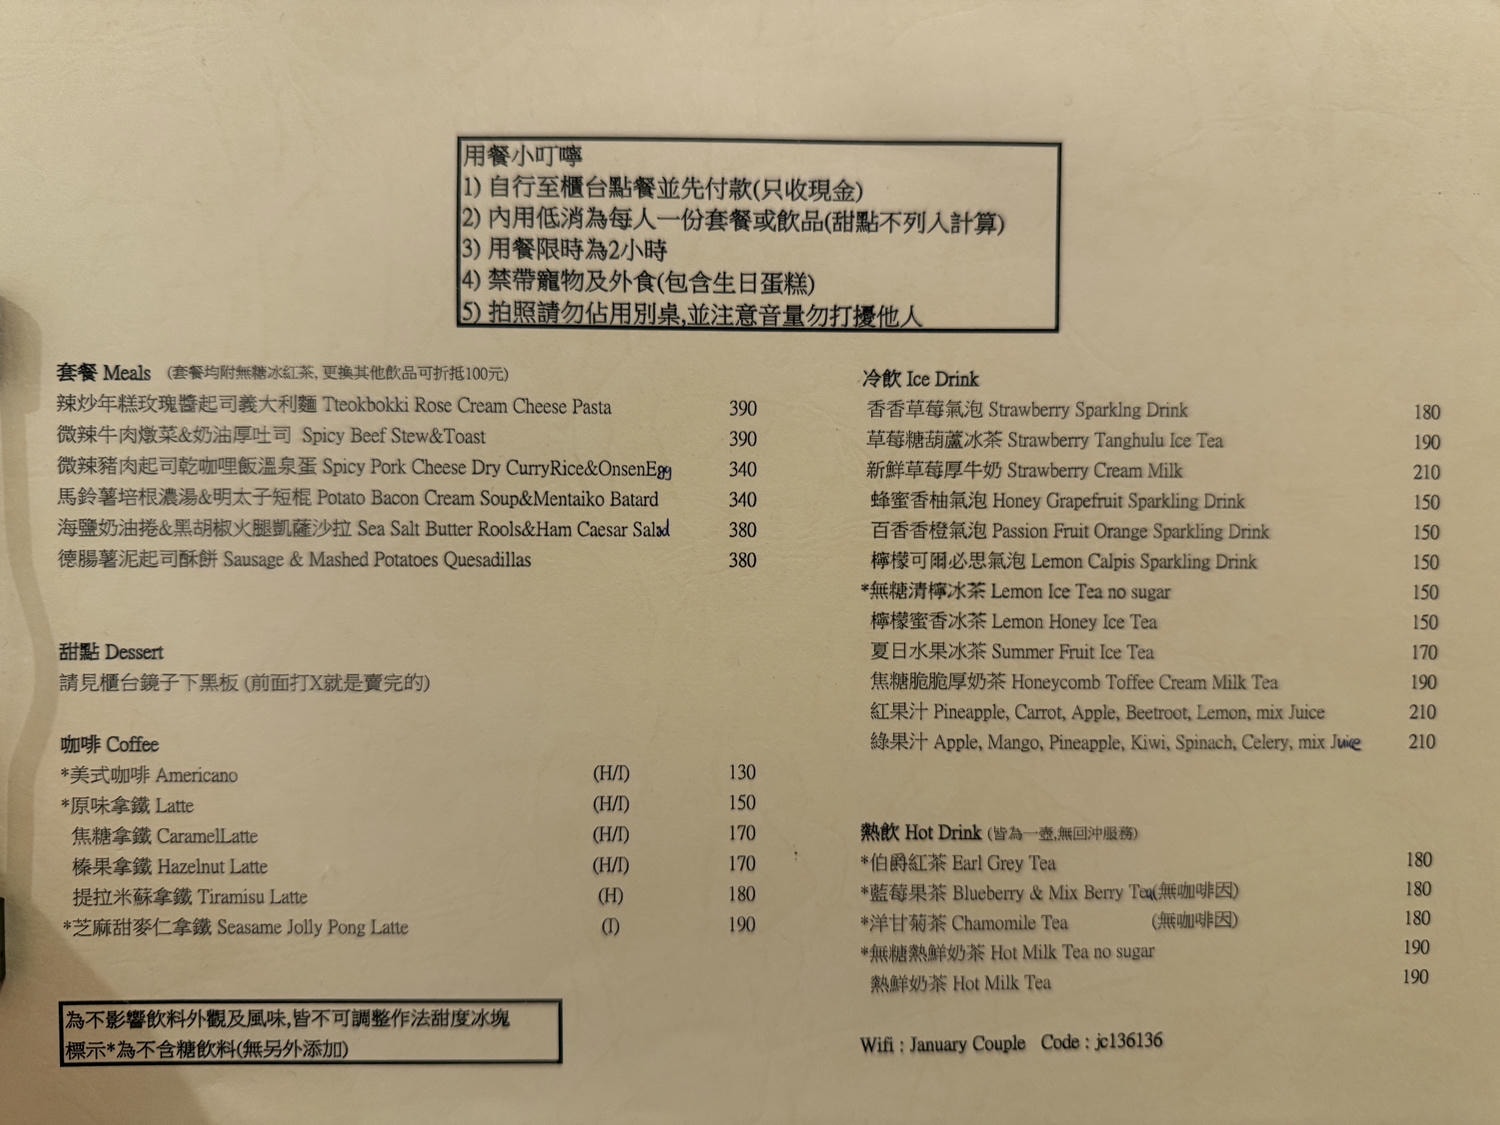 用餐小叮嚀
1) 自行至櫃台點餐並先付款(只收現金)
2) 內用低消為每人一份套餐或飲品(甜點不列入計算)
3) 用餐限時為2小時
4) 禁帶寵物及外食(包含生日蛋糕)
5) 拍照請勿佔用別桌,並注意音量勿打擾他人
套餐 Meals (套餐均附無糖冰紅茶, 更換其他飲品可折抵100元)
辣炒年糕玫瑰醬起司義大利麵 Tteokbokki Rose Cream Cheese Pasta 390
微辣牛肉燉菜&奶油厚吐司 Spicy Beef Stew&Toast 390
微辣豬肉起司乾咖哩飯溫泉蛋 Spicy Pork Cheese Dry CurryRice&OnsenEgg 340
馬鈴薯培根濃湯&明太子短棍 Potato Bacon Cream Soup&Mentaiko Batard 340
海鹽奶油捲&黑胡椒火腿凱薩沙拉 Sea Salt Butter Rools&Ham Caesar Salad 380
德腸薯泥起司酥餅 Sausage & Mashed Potatoes Quesadillas 380
甜點 Dessert
請見櫃台鏡子下黑板 (前面打X就是賣完的)
咖啡 Coffee
*美式咖啡 Americano (H/I) 130
*原味拿鐵 Latte (H/I) 150
焦糖拿鐵 CaramelLatte (H/I) 170
榛果拿鐵 Hazelnut Latte (H/I) 170
提拉米蘇拿鐵 Tiramisu Latte (H) 180
*芝麻甜麥仁拿鐵 Seasame Jolly Pong Latte (I) 190
為不影響飲料外觀及風味,皆不可調整作法甜度冰塊
標示*為不含糖飲料(無另外添加)
冷飲 Ice Drink
香香草莓氣泡 Strawberry Sparklng Drink 180
草莓糖葫蘆冰茶 Strawberry Tanghulu Ice Tea 190
新鮮草莓厚牛奶 Strawberry Cream Milk 210
蜂蜜香柚氣泡 Honey Grapefruit Sparkling Drink 150
百香香橙氣泡 Passion Fruit Orange Sparkling Drink 150
檸檬可爾必思氣泡 Lemon Calpis Sparkling Drink 150
*無糖清檸冰茶 Lemon Ice Tea no sugar 150
檸檬蜜香冰茶 Lemon Honey Ice Tea 150
夏日水果冰茶 Summer Fruit Ice Tea 170
焦糖脆脆厚奶茶 Honeycomb Toffee Cream Milk Tea 190
紅果汁 Pineapple, Carrot, Apple, Beetroot, Lemon, mix Juice 210
綠果汁 Apple, Mango, Pineapple, Kiwi, Spinach, Celery, mix Juice 210
熱飲 Hot Drink (皆為一壺,無回沖服務)
*伯爵紅茶 Earl Grey Tea 180
*藍莓果茶 Blueberry & Mix Berry Tea(無咖啡因) 180
*洋甘菊茶 Chamomile Tea (無咖啡因) 180
*無糖熱鮮奶茶 Hot Milk Tea no sugar 190
熱鮮奶茶 Hot Milk Tea 190
Wifi : January Couple Code : jc136136